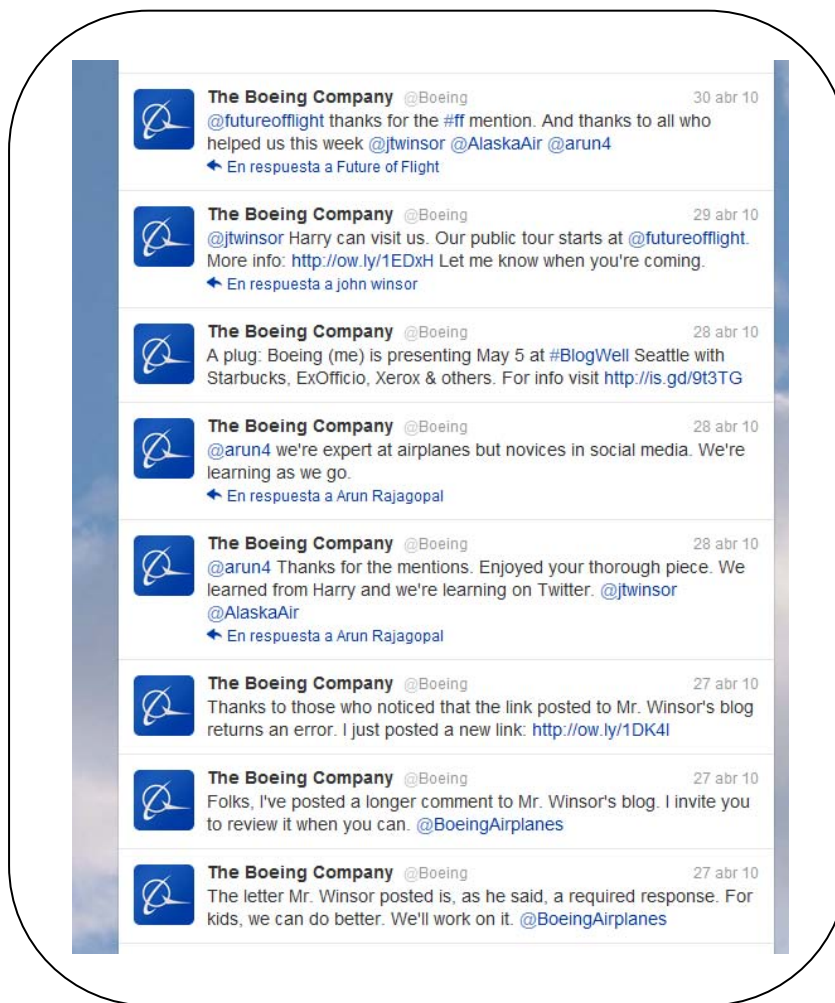 The Boeing Company @Boeing 30 abr 10
@futureofflight thanks for the #ff mention. And thanks to all who
helped us this week @jtwinsor @AlaskaAir @arun4
En respuesta a Future of Flight
The Boeing Company @Boeing 29 abr 10
@jtwinsor Harry can visit us. Our public tour starts at @futureofflight.
More info: http://ow.ly/1EDxH Let me know when you're coming.
En respuesta a john winsor
The Boeing Company @Boeing 28 abr 10
A plug: Boeing (me) is presenting May 5 at #BlogWell Seattle with
Starbucks, ExOfficio, Xerox & others. For info visit http://is.gd/9t3TG
The Boeing Company @Boeing 28 abr 10
@arun4 we're expert at airplanes but novices in social media. We're
learning as we go.
En respuesta a Arun Rajagopal
The Boeing Company @Boeing 28 abr 10
@arun4 Thanks for the mentions. Enjoyed your thorough piece. We
learned from Harry and we're learning on Twitter. @jtwinsor
@AlaskaAir
En respuesta a Arun Rajagopal
The Boeing Company @Boeing 27 abr 10
Thanks to those who noticed that the link posted to Mr. Winsor's blog
returns an error. I just posted a new link: http://ow.ly/1DK4l
The Boeing Company @Boeing 27 abr 10
Folks, I've posted a longer comment to Mr. Winsor's blog. I invite you
to review it when you can. @BoeingAirplanes
The Boeing Company @Boeing 27 abr 10
The letter Mr. Winsor posted is, as he said, a required response. For
kids, we can do better. We'll work on it. @BoeingAirplanes